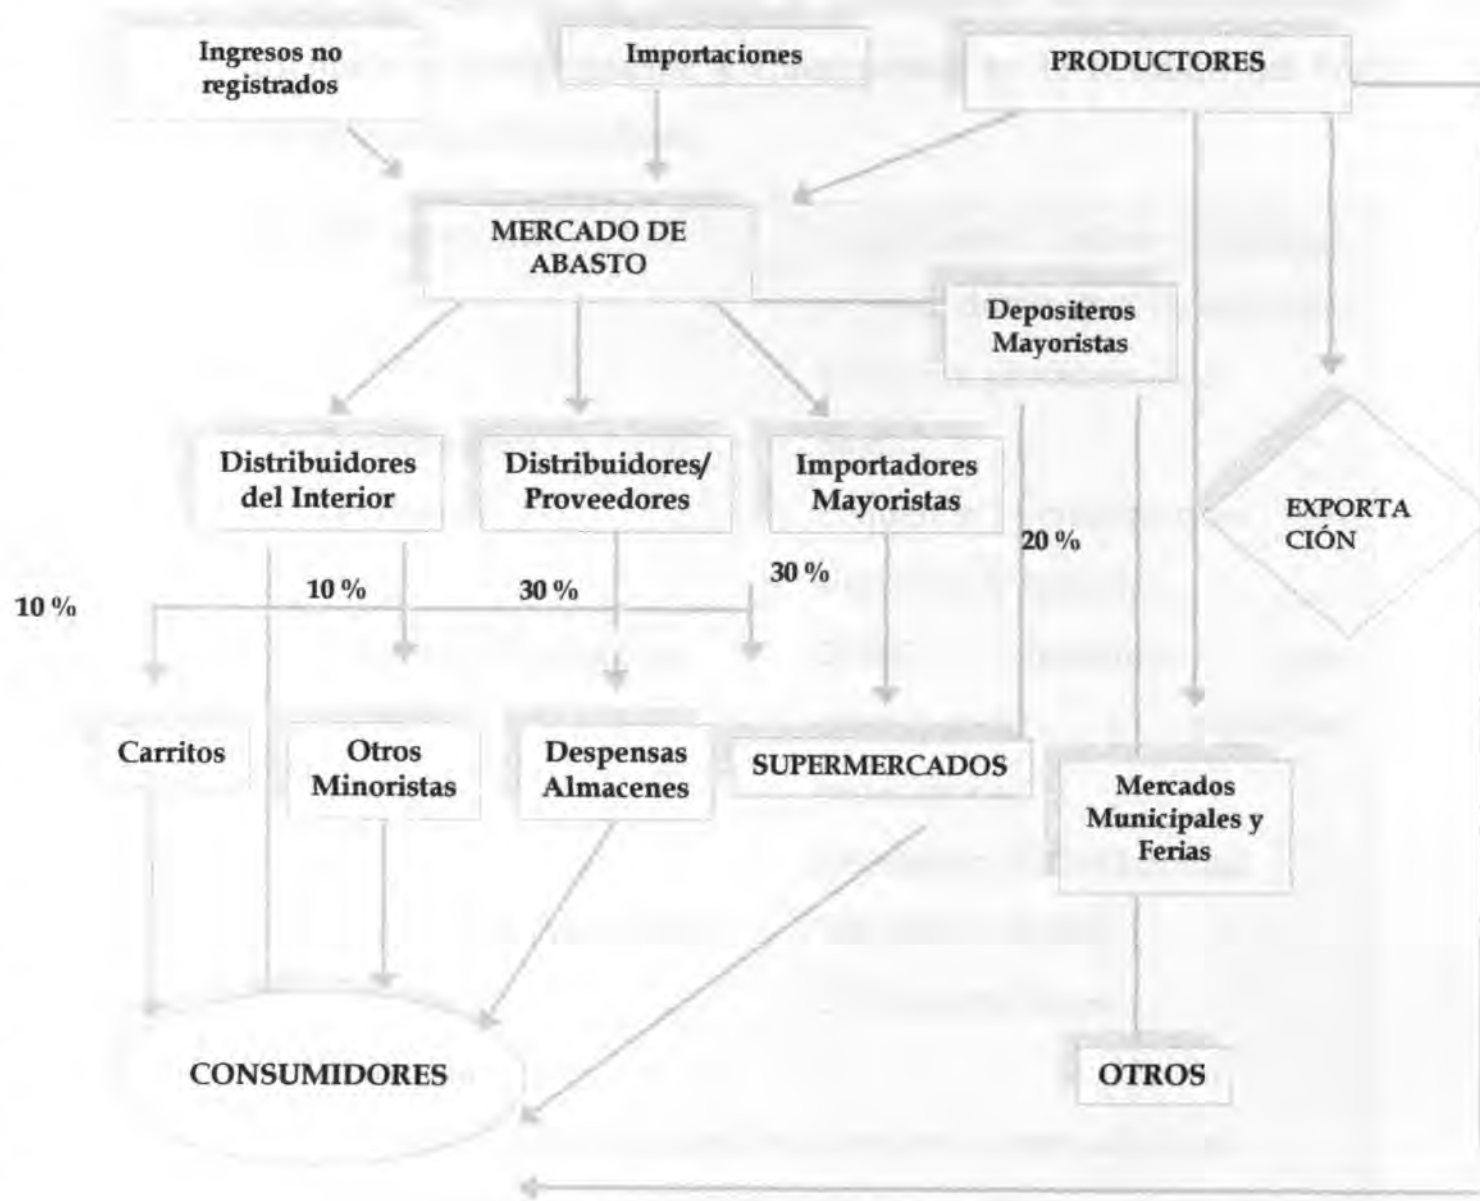 Ingresos no
registrados
Importaciones
PRODUCTORES
MERCADO DE
ABASTO
Depositeros
Mayoristas
Distribuidores
del Interior
Distribuidores/
Proveedores
Importadores
Mayoristas
EXPORTA
CIÓN
20 %
30 %
10 %
30 %
10 %
Carritos
Otros
Minoristas
Despensas
Almacenes
SUPERMERCADOS
Mercados
Municipales y
Ferias
CONSUMIDORES
OTROS